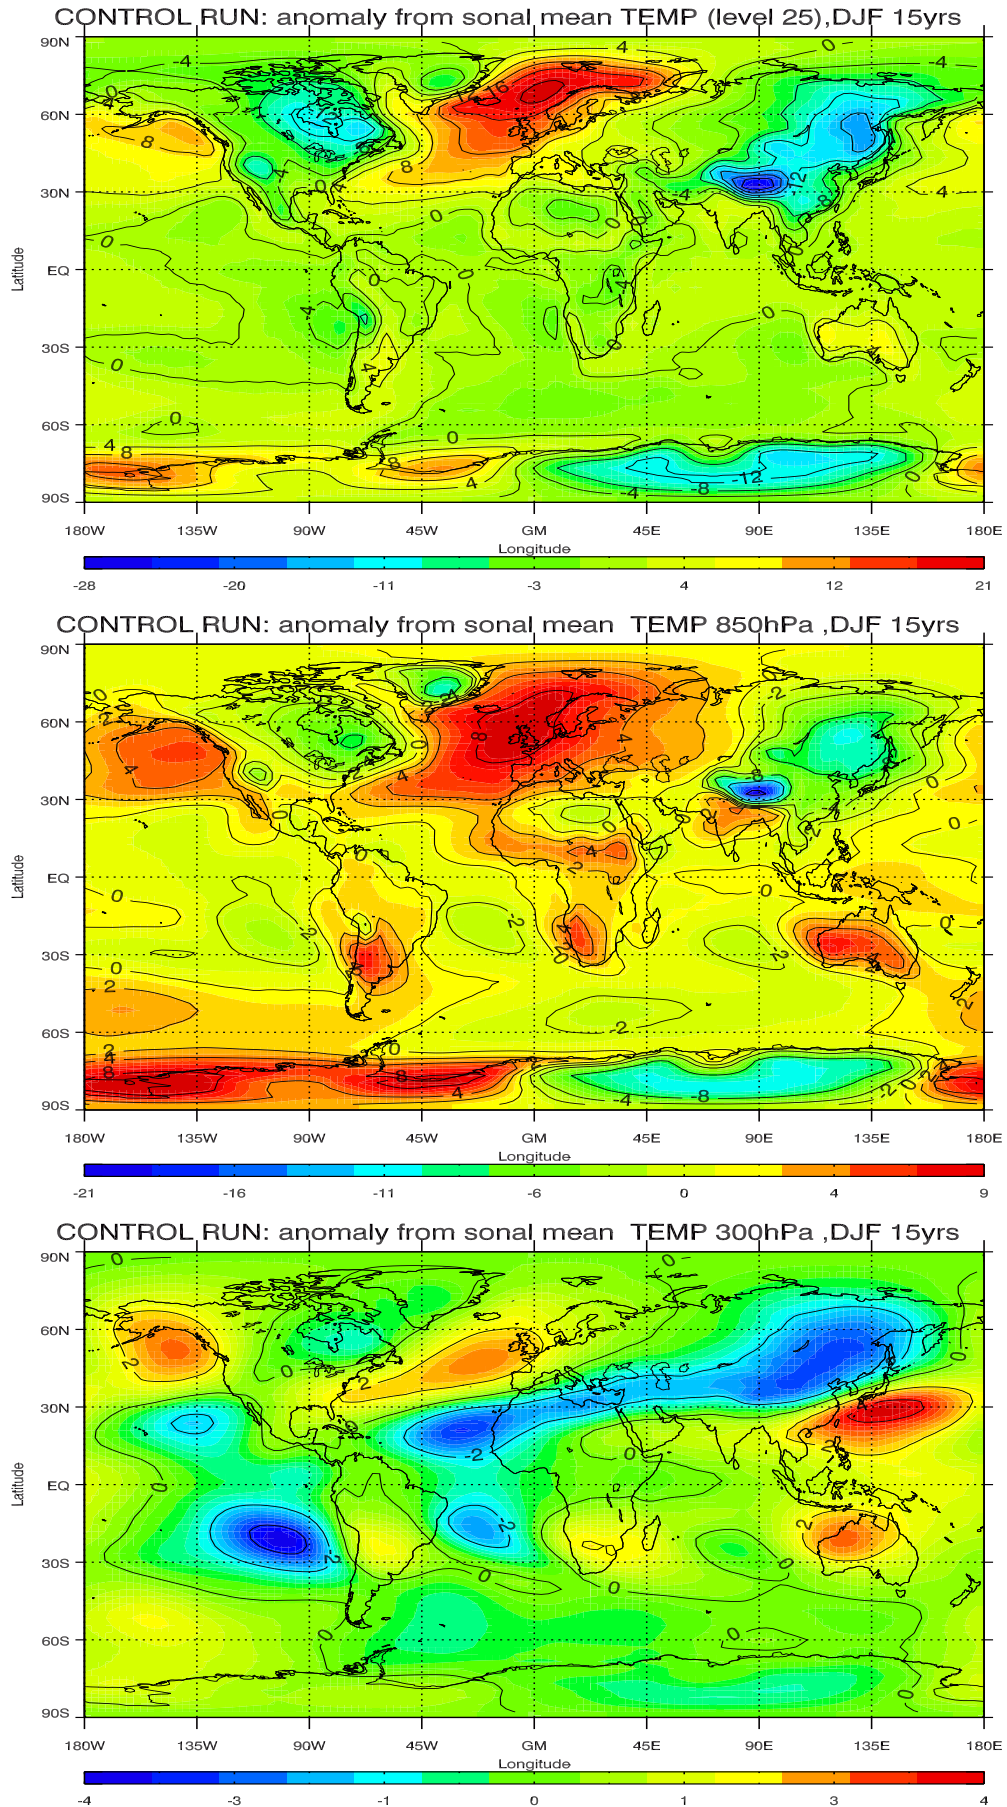 CONTROL RUN: anomaly from sonal mean TEMP (level 25),DJF 15yrs
90N
60N
30N
EQ
30S
60S
90S
Latitude
180W 135W 90W 45W GM 45E 90E 135E 180E
Longitude
-28 -20 -11 -3 4 12 21
CONTROL RUN: anomaly from sonal mean TEMP 850hPa ,DJF 15yrs
90N
60N
30N
EQ
30S
60S
90S
Latitude
180W 135W 90W 45W GM 45E 90E 135E 180E
Longitude
-21 -16 -11 -6 0 4 9
CONTROL RUN: anomaly from sonal mean TEMP 300hPa ,DJF 15yrs
90N
60N
30N
EQ
30S
60S
90S
Latitude
180W 135W 90W 45W GM 45E 90E 135E 180E
Longitude
-4 -3 -1 0 1 3 4